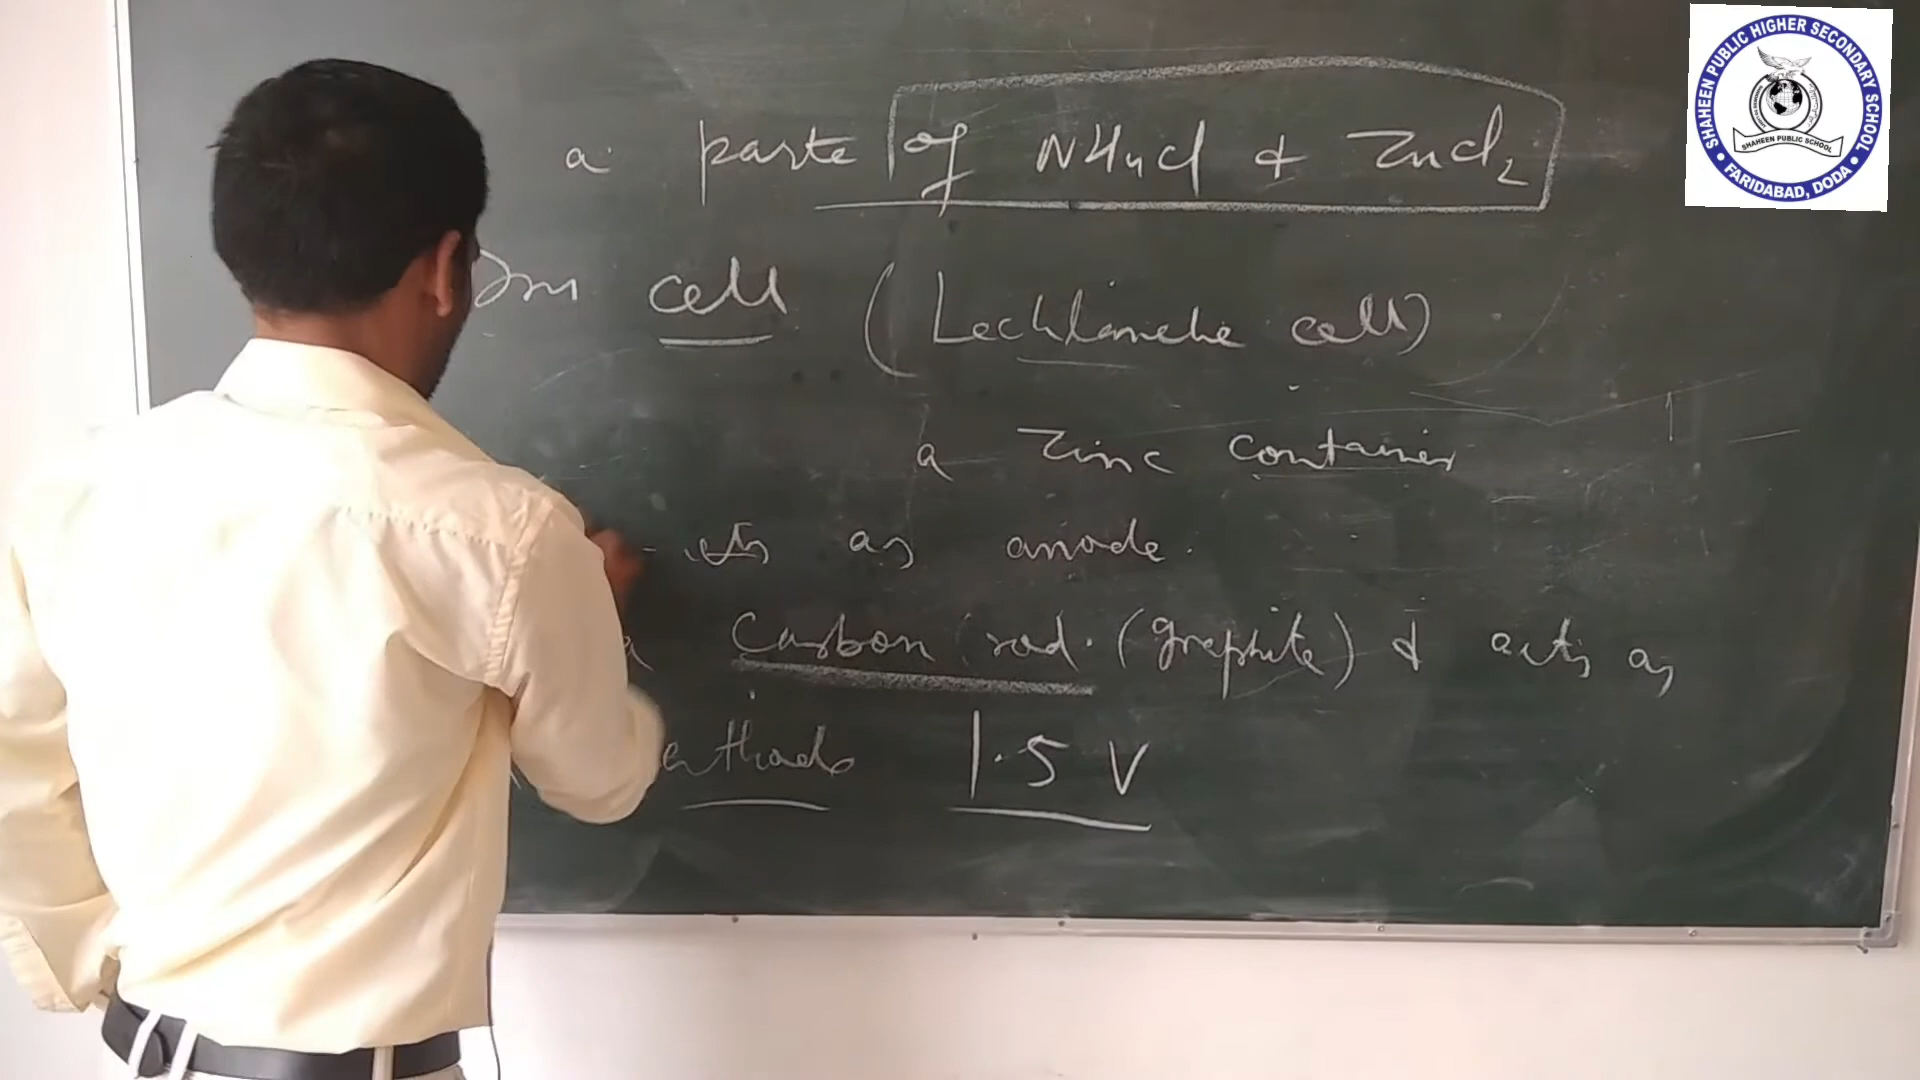 a paste of NH4Cl & ZnCl2
cell (Lechlanche cell)
a Zinc container
as anode.
a Carbon rod. (graphite) & acts as
1.5 V
SHAHEEN PUBLIC HIGHER SECONDARY SCHOOL
SHAHEEN PUBLIC SCHOOL
• FARIDABAD, DODA •